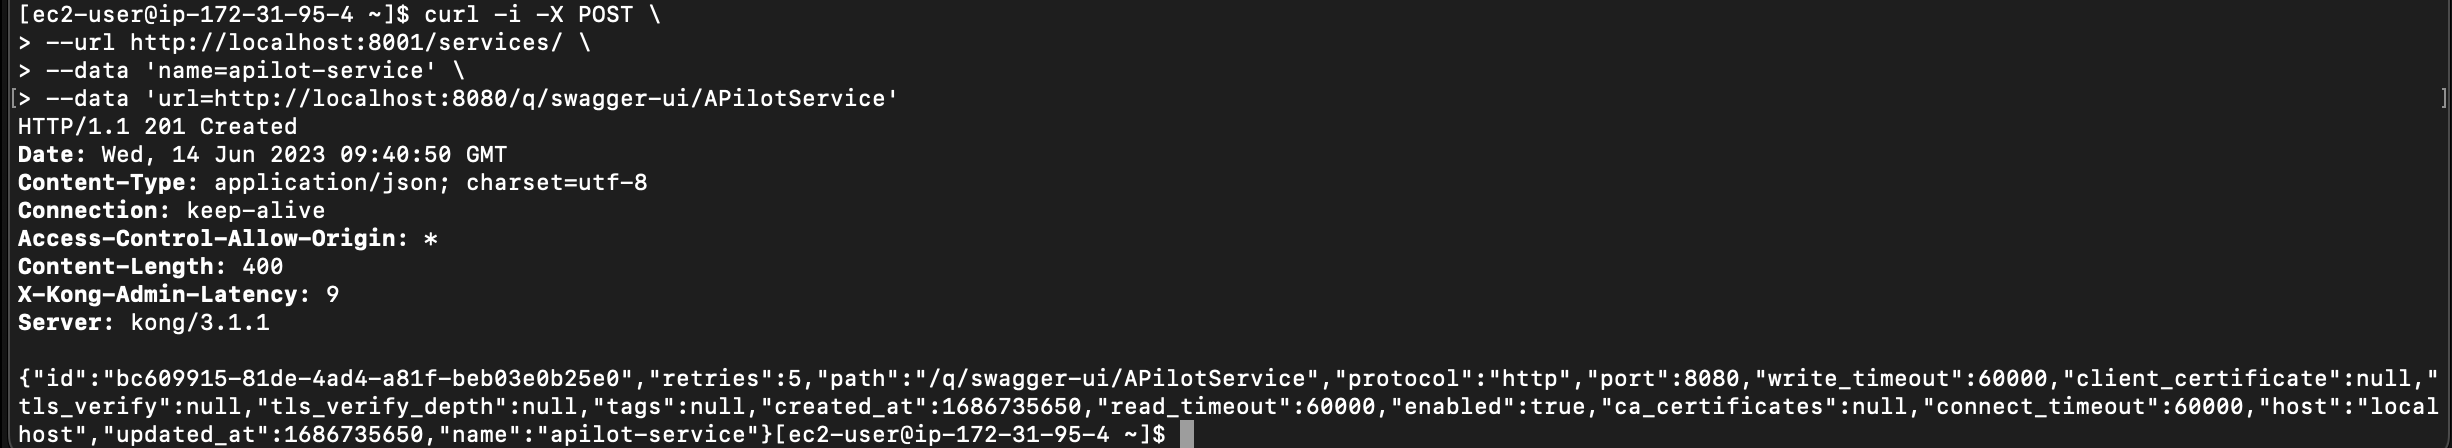 [ec2-user@ip-172-31-95-4 ~]$ curl -i -X POST \
> --url http://localhost:8001/services/ \
> --data 'name=apilot-service' \
[> --data 'url=http://localhost:8080/q/swagger-ui/APilotService' ]
HTTP/1.1 201 Created
Date: Wed, 14 Jun 2023 09:40:50 GMT
Content-Type: application/json; charset=utf-8
Connection: keep-alive
Access-Control-Allow-Origin: *
Content-Length: 400
X-Kong-Admin-Latency: 9
Server: kong/3.1.1

{"id":"bc609915-81de-4ad4-a81f-beb03e0b25e0","retries":5,"path":"/q/swagger-ui/APilotService","protocol":"http","port":8080,"write_timeout":60000,"client_certificate":null,"
tls_verify":null,"tls_verify_depth":null,"tags":null,"created_at":1686735650,"read_timeout":60000,"enabled":true,"ca_certificates":null,"connect_timeout":60000,"host":"local
host","updated_at":1686735650,"name":"apilot-service"}[ec2-user@ip-172-31-95-4 ~]$